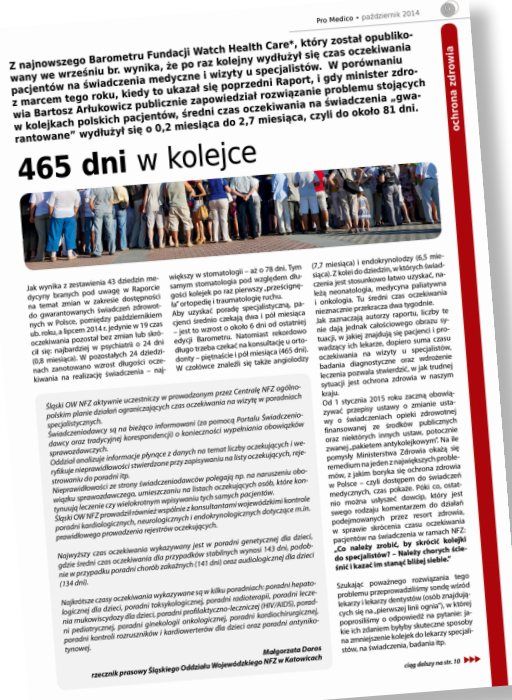 Pro Medico • październik 2014
ochrona zdrowia
Z najnowszego Barometru Fundacji Watch Health Care*, który został opubliko-
wany we wrześniu br. wynika, że po raz kolejny wydłużył się czas oczekiwania
pacjentów na świadczenia medyczne i wizyty u specjalistów. W porównaniu
z marcem tego roku, kiedy to ukazał się poprzedni Raport, i gdy minister zdro-
wia Bartosz Arłukowicz publicznie zapowiedział rozwiązanie problemu stojących
w kolejkach polskich pacjentów, średni czas oczekiwania na świadczenia „gwa-
rantowane” wydłużył się o 0,2 miesiąca do 2,7 miesiąca, czyli do około 81 dni.
465 dni w kolejce
Jak wynika z zestawienia 43 dziedzin me-
dycyny branych pod uwagę w Raporcie
na temat zmian w zakresie dostępności
do gwarantowanych świadczeń zdrowot-
nych w Polsce, pomiędzy październikiem
ub. roku, a lipcem 2014 r. jedynie w 19 czas
oczekiwania pozostał bez zmian lub skró-
cił się: najbardziej w psychiatrii o 24 dni
(0,8 miesiąca). W pozostałych 24 dziedzi-
nach zanotowano wzrost długości ocze-
kiwania na realizację świadczenia – naj-
większy w stomatologii – aż o 78 dni. Tym
samym stomatologia pod względem dłu-
gości kolejek po raz pierwszy „prześcignę-
ła” ortopedię i traumatologię ruchu.
Aby uzyskać poradę specjalistyczną, pa-
cjenci średnio czekają dwa i pół miesiąca
– jest to wzrost o około 6 dni od ostatniej
edycji Barometru. Natomiast rekordowo
długo trzeba czekać na konsultację u orto-
donty – piętnaście i pół miesiąca (465 dni).
W czołówce znaleźli się także angiolodzy
(7,7 miesiąca) i endokrynolodzy (6,5 mie-
siąca). Z kolei do dziedzin, w których świad-
czenia jest stosunkowo łatwo uzyskać, na-
leżą neonatologia, medycyna paliatywna
i onkologia. Tu średni czas oczekiwania
nieznacznie przekracza dwa tygodnie.
Jak zaznaczają autorzy raportu, liczby te
nie dają jednak całościowego obrazu sy-
tuacji, w jakiej znajdują się pacjenci i pro-
wadzący ich lekarze, dopiero suma czasu
oczekiwania na wizyty u specjalistów,
badania diagnostyczne oraz wdrożenie
leczenia pozwala stwierdzić, w jak trudnej
sytuacji jest ochrona zdrowia w naszym
kraju.
Od 1 stycznia 2015 roku zaczną obowią-
zywać przepisy ustawy o zmianie usta-
wy o świadczeniach opieki zdrowotnej
finansowanej ze środków publicznych
oraz niektórych innych ustaw, potocznie
zwanej „pakietem antykolejkowym”. Na ile
pomysły Ministerstwa Zdrowia okażą się
remedium na jeden z największych proble-
mów, z jakim boryka się ochrona zdrowia
w Polsce – czyli dostępem do świadczeń
medycznych, czas pokaże. Póki co, ostat-
nio można usłyszeć dowcip, który jest
swego rodzaju komentarzem do działań
podejmowanych przez resort zdrowia,
w sprawie skrócenia czasu oczekiwania
pacjentów na świadczenia w ramach NFZ:
„Co należy zrobić, by skrócić kolejki
do specjalistów? – Należy chorych ście-
śnić i kazać im stanąć bliżej siebie.”
Szukając poważnego rozwiązania tego
problemu przeprowadziliśmy sondę wśród
lekarzy i lekarzy dentystów (osób znajdują-
cych się na „pierwszej linii ognia”), w której
poprosiliśmy o odpowiedź na pytanie: ja-
kie ich zdaniem byłyby skuteczne sposoby
na zmniejszenie kolejek do lekarzy specjali-
stów, na świadczenia, badania itp.
ciąg dalszy na str. 10
Śląski OW NFZ aktywnie uczestniczy w prowadzonym przez Centralę NFZ ogólno-
polskim planie działań ograniczających czas oczekiwania na wizytę w poradniach
specjalistycznych.
Świadczeniodawcy są na bieżąco informowani (za pomocą Portalu Świadczenio-
dawcy oraz tradycyjnej korespondencji) o konieczności wypełniania obowiązków
sprawozdawczych.
Oddział analizuje informacje płynące z danych na temat liczby oczekujących i we-
ryfikuje nieprawidłowości stwierdzone przy zapisywaniu na listy oczekujących, reje-
strowaniu do poradni itp.
Nieprawidłowości ze strony świadczeniodawców polegają np. na naruszeniu obo-
wiązku sprawozdawczego, umieszczaniu na listach oczekujących osób, które kon-
tynuują leczenie czy wielokrotnym wpisywaniu tych samych pacjentów.
Śląski OW NFZ prowadził również wspólnie z konsultantami wojewódzkimi kontrole
poradni kardiologicznych, neurologicznych i endokrynologicznych dotyczące m.in.
prawidłowego prowadzenia rejestrów oczekujących.
Najwyższy czas oczekiwania wykazywany jest w poradni genetycznej dla dzieci,
gdzie średni czas oczekiwania dla przypadków stabilnych wynosi 143 dni, podob-
nie w przypadku poradni chorób zakaźnych (141 dni) oraz audiologicznej dla dzieci
(134 dni).
Najkrótsze czasy oczekiwania wykazywane są w kilku poradniach: poradni hepato-
logicznej dla dzieci, poradni toksykologicznej, poradni radioterapii, poradni lecze-
nia mukowiscydozy dla dzieci, poradni profilaktyczno-leczniczej (HIV/AIDS), porad-
ni pediatrycznej, poradni ginekologii onkologicznej, poradni kardiochirurgicznej,
poradni kontroli rozruszników i kardiowerterów dla dzieci oraz poradni antyniko-
tynowej.
Małgorzata Doros
rzecznik prasowy Śląskiego Oddziału Wojewódzkiego NFZ w Katowicach